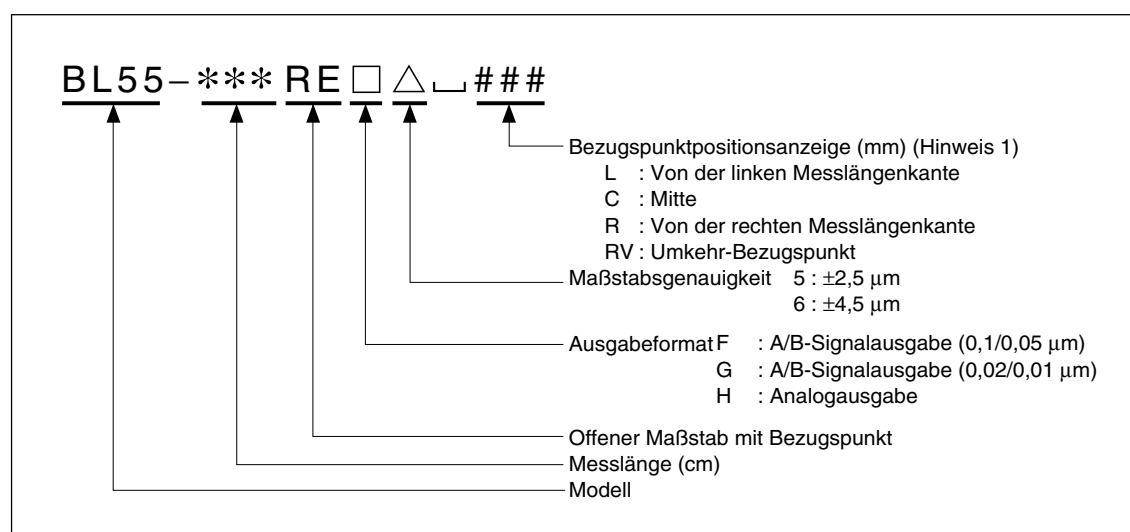 BL55–***RE□△⎵###
Bezugspunktpositionsanzeige (mm) (Hinweis 1)
L : Von der linken Messlängenkante
C : Mitte
R : Von der rechten Messlängenkante
RV : Umkehr-Bezugspunkt
Maßstabsgenauigkeit 5 : ±2,5 µm
6 : ±4,5 µm
Ausgabeformat F : A/B-Signalausgabe (0,1/0,05 µm)
G : A/B-Signalausgabe (0,02/0,01 µm)
H : Analogausgabe
Offener Maßstab mit Bezugspunkt
Messlänge (cm)
Modell